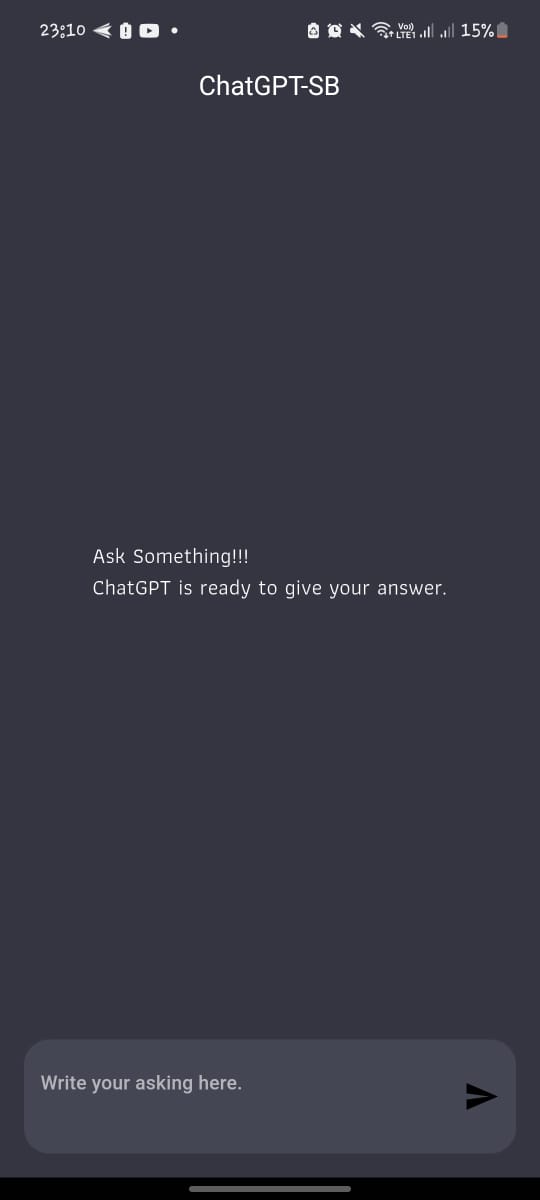 23:10 Vo) LTE1 15%
ChatGPT-SB
Ask Something!!!
ChatGPT is ready to give your answer.
Write your asking here.